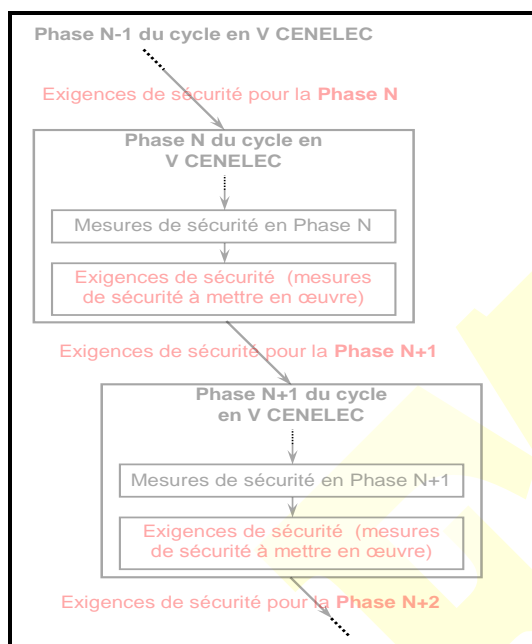 Phase N-1 du cycle en V CENELEC
Exigences de sécurité pour la Phase N
Phase N du cycle en
V CENELEC
Mesures de sécurité en Phase N
Exigences de sécurité (mesures
de sécurité à mettre en œuvre)
Exigences de sécurité pour la Phase N+1
Phase N+1 du cycle
en V CENELEC
Mesures de sécurité en Phase N+1
Exigences de sécurité (mesures
de sécurité à mettre en œuvre)
Exigences de sécurité pour la Phase N+2